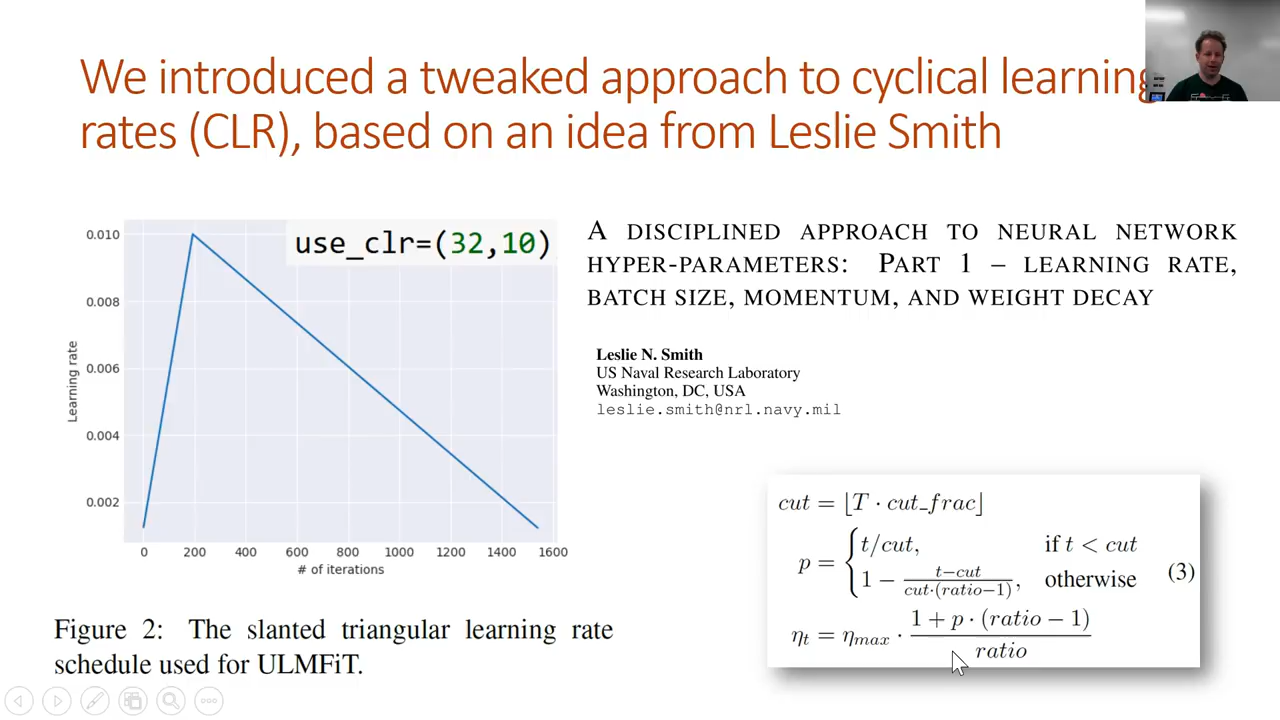 We introduced a tweaked approach to cyclical learning
rates (CLR), based on an idea from Leslie Smith
use_clr=(32,10)
0.010
0.008
0.006
0.004
0.002
Learning rate
0 200 400 600 800 1000 1200 1400 1600
# of iterations
Figure 2: The slanted triangular learning rate
schedule used for ULMFiT.
A DISCIPLINED APPROACH TO NEURAL NETWORK
HYPER-PARAMETERS: PART 1 – LEARNING RATE,
BATCH SIZE, MOMENTUM, AND WEIGHT DECAY
Leslie N. Smith
US Naval Research Laboratory
Washington, DC, USA
leslie.smith@nrl.navy.mil
cut = ⌊T · cut_frac⌋
p = { t/cut, if t < cut
1 − (t−cut)/(cut·(ratio−1)), otherwise (3)
η_t = η_max · (1 + p · (ratio − 1))/ratio